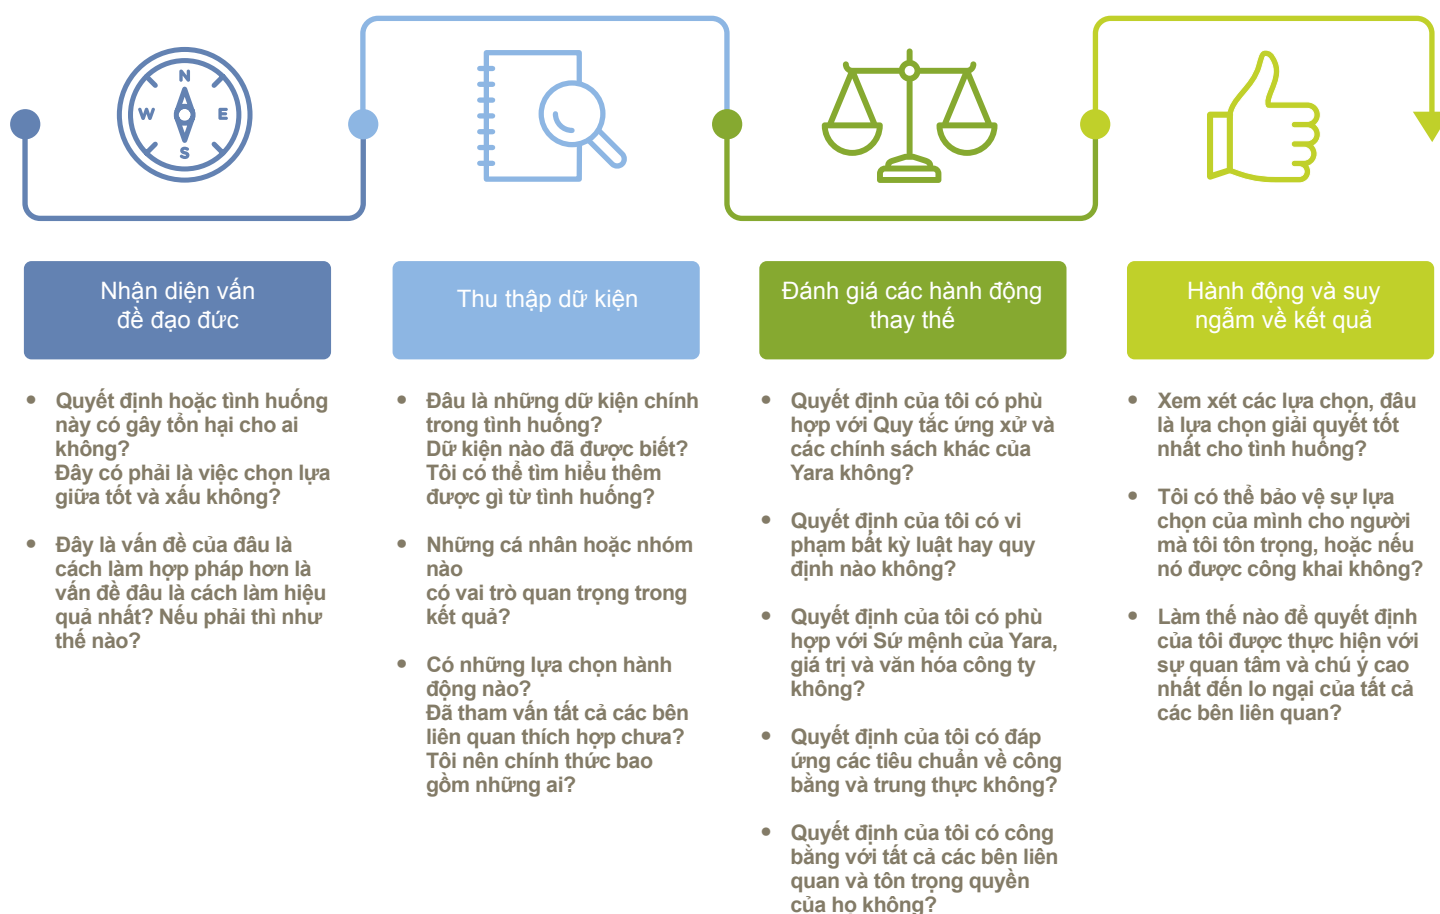 N
W
E
S
Nhận diện vấn
đề đạo đức
Quyết định hoặc tình huống
này có gây tổn hại cho ai
không?
Đây có phải là việc chọn lựa
giữa tốt và xấu không?
Đây là vấn đề của đâu là
cách làm hợp pháp hơn là
vấn đề đâu là cách làm hiệu
quả nhất? Nếu phải thì như
thế nào?
Thu thập dữ kiện
Đâu là những dữ kiện chính
trong tình huống?
Dữ kiện nào đã được biết?
Tôi có thể tìm hiểu thêm
được gì từ tình huống?
Những cá nhân hoặc nhóm
nào
có vai trò quan trọng trong
kết quả?
Có những lựa chọn hành
động nào?
Đã tham vấn tất cả các bên
liên quan thích hợp chưa?
Tôi nên chính thức bao
gồm những ai?
Đánh giá các hành động
thay thế
Quyết định của tôi có phù
hợp với Quy tắc ứng xử và
các chính sách khác của
Yara không?
Quyết định của tôi có vi
phạm bất kỳ luật hay quy
định nào không?
Quyết định của tôi có phù
hợp với Sứ mệnh của Yara,
giá trị và văn hóa công ty
không?
Quyết định của tôi có đáp
ứng các tiêu chuẩn về công
bằng và trung thực không?
Quyết định của tôi có công
bằng với tất cả các bên liên
quan và tôn trọng quyền
của họ không?
Hành động và suy
ngẫm về kết quả
Xem xét các lựa chọn, đâu
là lựa chọn giải quyết tốt
nhất cho tình huống?
Tôi có thể bảo vệ sự lựa
chọn của mình cho người
mà tôi tôn trọng, hoặc nếu
nó được công khai không?
Làm thế nào để quyết định
của tôi được thực hiện với
sự quan tâm và chú ý cao
nhất đến lo ngại của tất cả
các bên liên quan?